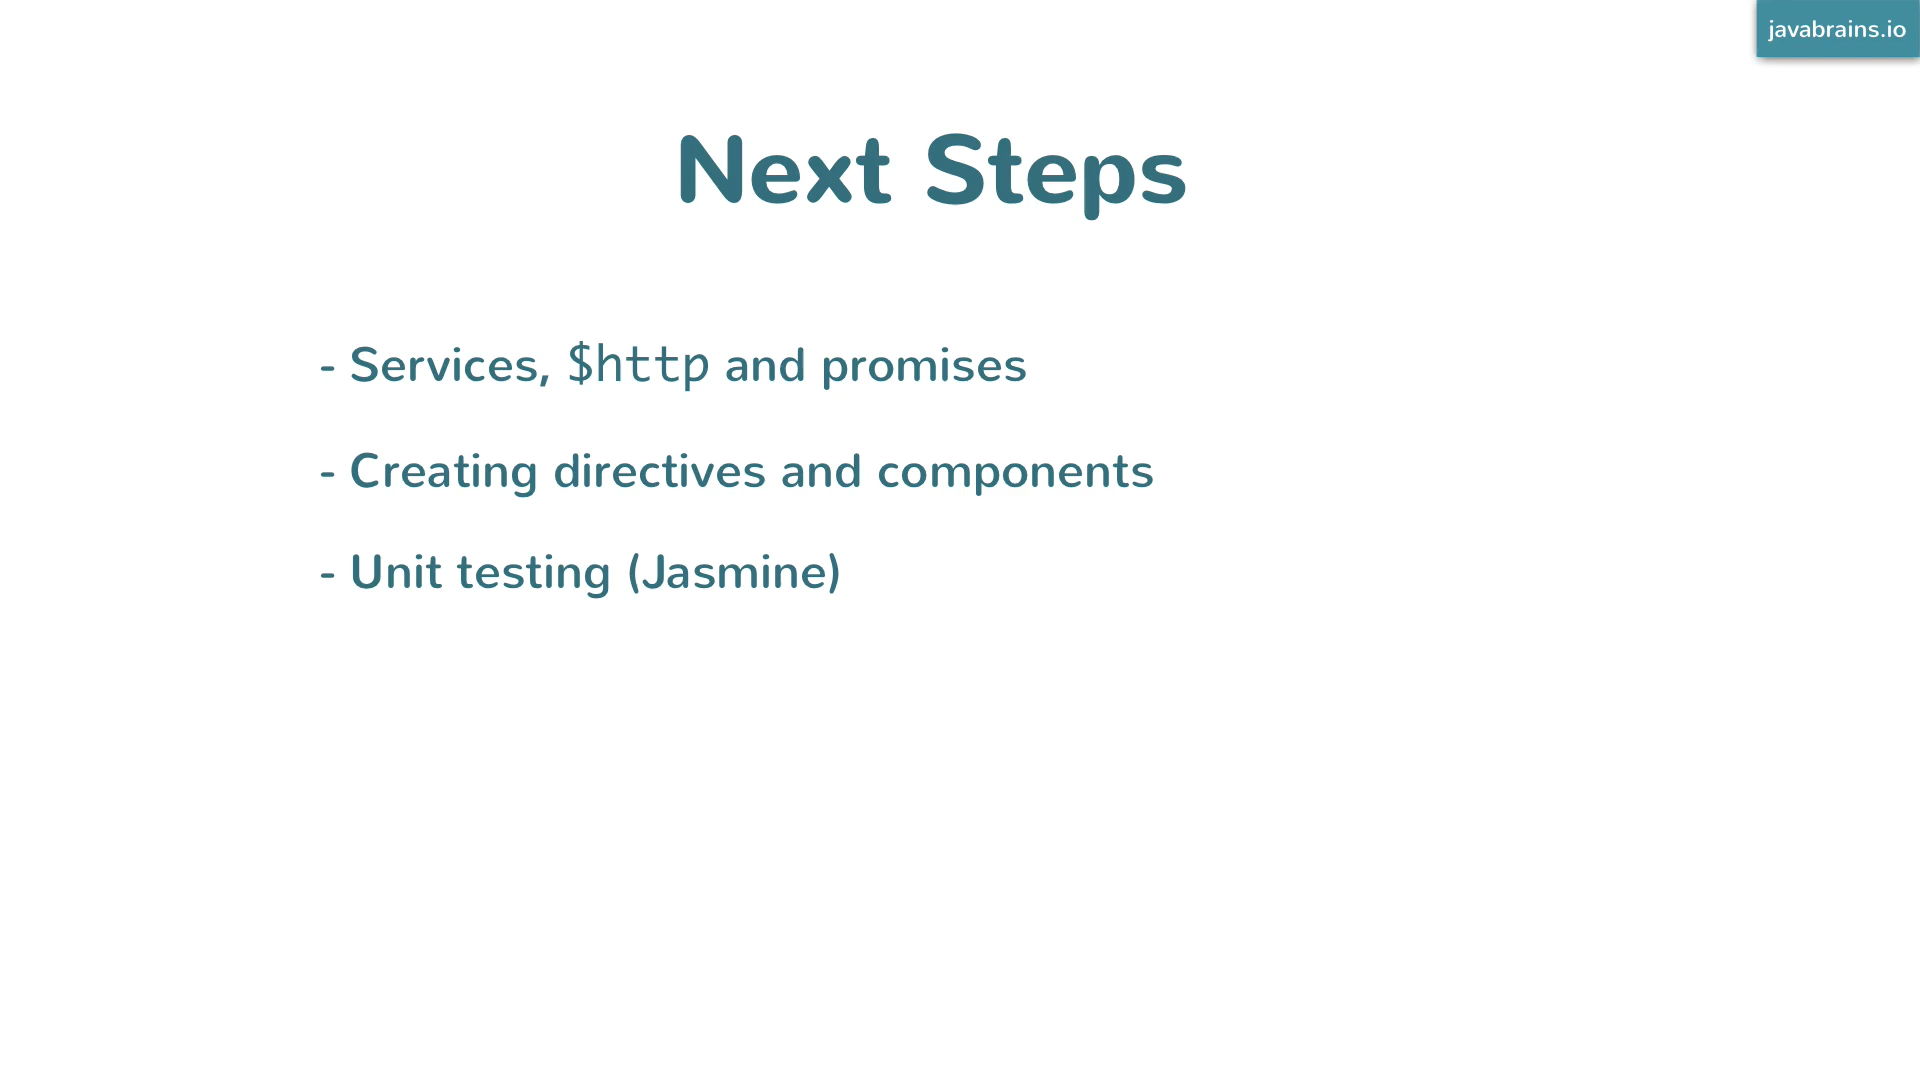 javabrains.io
Next Steps
- Services, $http and promises
- Creating directives and components
- Unit testing (Jasmine)